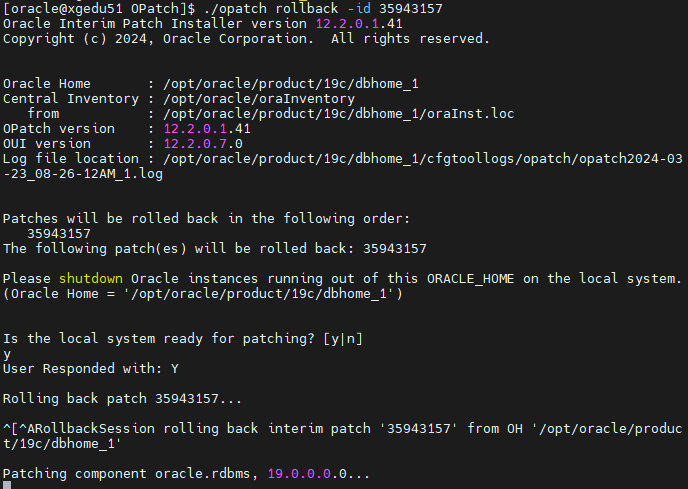 [oracle@xgedu51 OPatch]$ ./opatch rollback -id 35943157
Oracle Interim Patch Installer version 12.2.0.1.41
Copyright (c) 2024, Oracle Corporation.  All rights reserved.
Oracle Home       : /opt/oracle/product/19c/dbhome_1
Central Inventory : /opt/oracle/oraInventory
   from           : /opt/oracle/product/19c/dbhome_1/oraInst.loc
OPatch version    : 12.2.0.1.41
OUI version       : 12.2.0.7.0
Log file location : /opt/oracle/product/19c/dbhome_1/cfgtoollogs/opatch/opatch2024-03
-23_08-26-12AM_1.log
Patches will be rolled back in the following order:
   35943157
The following patch(es) will be rolled back: 35943157
Please shutdown Oracle instances running out of this ORACLE_HOME on the local system.
(Oracle Home = '/opt/oracle/product/19c/dbhome_1')
Is the local system ready for patching? [y|n]
y
User Responded with: Y
Rolling back patch 35943157...
^[^ARollbackSession rolling back interim patch '35943157' from OH '/opt/oracle/produc
t/19c/dbhome_1'
Patching component oracle.rdbms, 19.0.0.0.0...